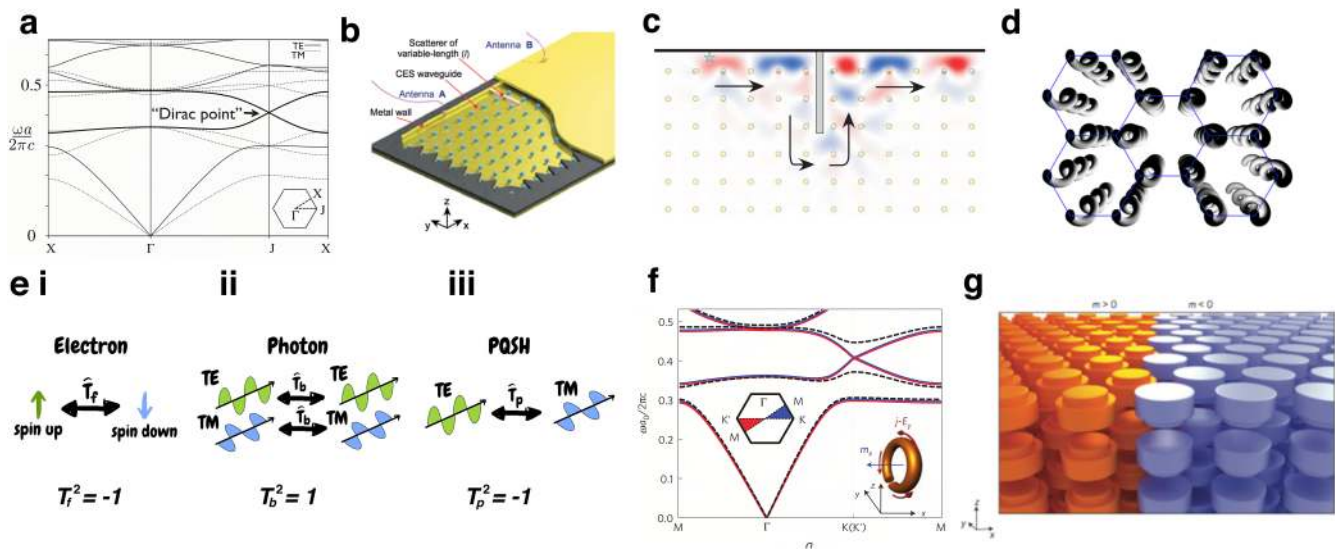 a
TE
TM
0.5
"Dirac point"
ωa
2πc
X
Γ
J
0
X
Γ
J
X
b
Scatterer of
variable-length (l)
Antenna B
CES waveguide
Antenna A
Metal wall
z
y
x
c
d
e i
Electron
T̂f
spin up
spin down
Tf² = -1
ii
Photon
TE
T̂b
TE
TM
T̂b
TM
Tb² = 1
iii
PQSH
TE
T̂p
TM
Tp² = -1
f
0.5
0.4
0.3
0.2
0.1
0.0
ωa₀/2πc
Γ
M
K'
K
M
z
y
x
M
Γ
K(K')
M
g
m > 0
m < 0
z
y
x